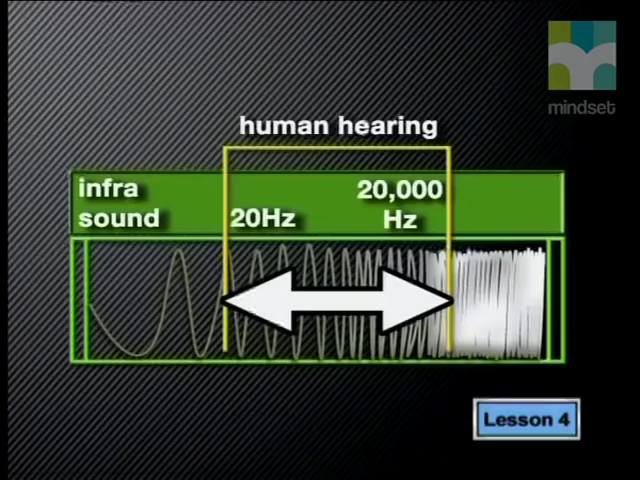 mindset
human hearing
infra
sound
20Hz
20,000
Hz
Lesson 4